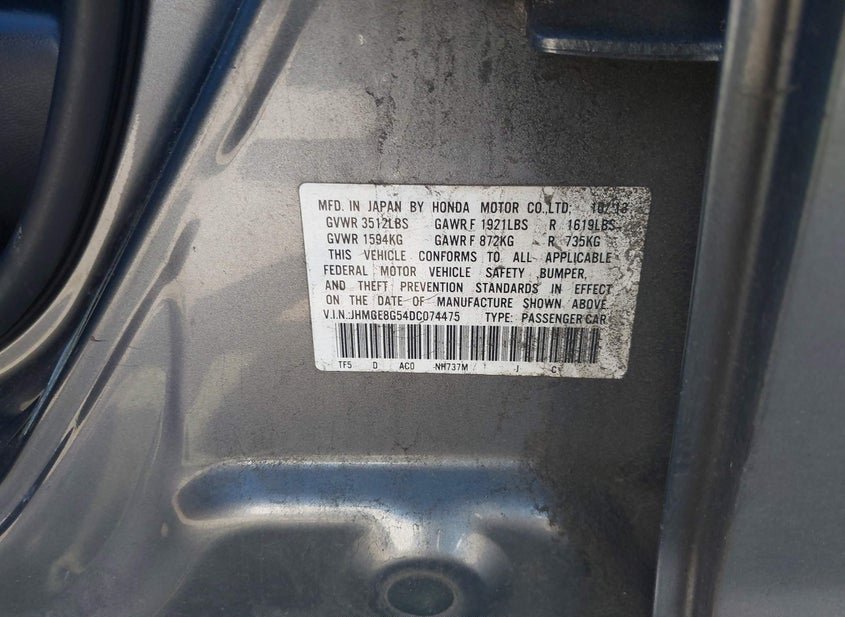 MFD. IN JAPAN BY HONDA MOTOR CO.,LTD; 10/13
GVWR 3512LBS GAWR F 1921LBS R 1619LBS
GVWR 1594KG GAWR F 872KG R 735KG
THIS VEHICLE CONFORMS TO ALL APPLICABLE
FEDERAL MOTOR VEHICLE SAFETY BUMPER,
AND THEFT PREVENTION STANDARDS IN EFFECT
ON THE DATE OF MANUFACTURE SHOWN ABOVE
V.I.N.:JHMGE8G54DC074475 TYPE: PASSENGER CAR
TF5 D AC0 NH737M J C